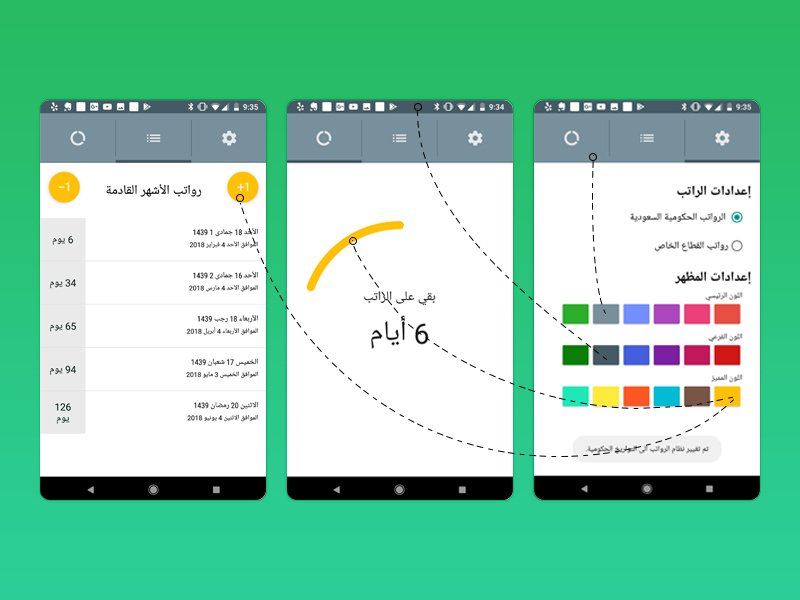 9:35
−1
رواتب الأشهر القادمة
+1
6 يوم
الأحد 18 جمادى 1 1439
الموافق الأحد 4 فبراير 2018
34 يوم
الأحد 16 جمادى 2 1439
الموافق الأحد 4 مارس 2018
65 يوم
الأربعاء 18 رجب 1439
الموافق الأربعاء 4 أبريل 2018
94 يوم
الخميس 17 شعبان 1439
الموافق الخميس 3 مايو 2018
126
يوم
الاثنين 20 رمضان 1439
الموافق الاثنين 4 يونيو 2018
9:34
بقي على الراتب
6 أيام
9:35
إعدادات الراتب
الرواتب الحكومية السعودية
رواتب القطاع الخاص
إعدادات المظهر
اللون الرئيسي
اللون الفرعي
اللون المميز
تم تغيير نظام الرواتب الى التواريخ الحكومية